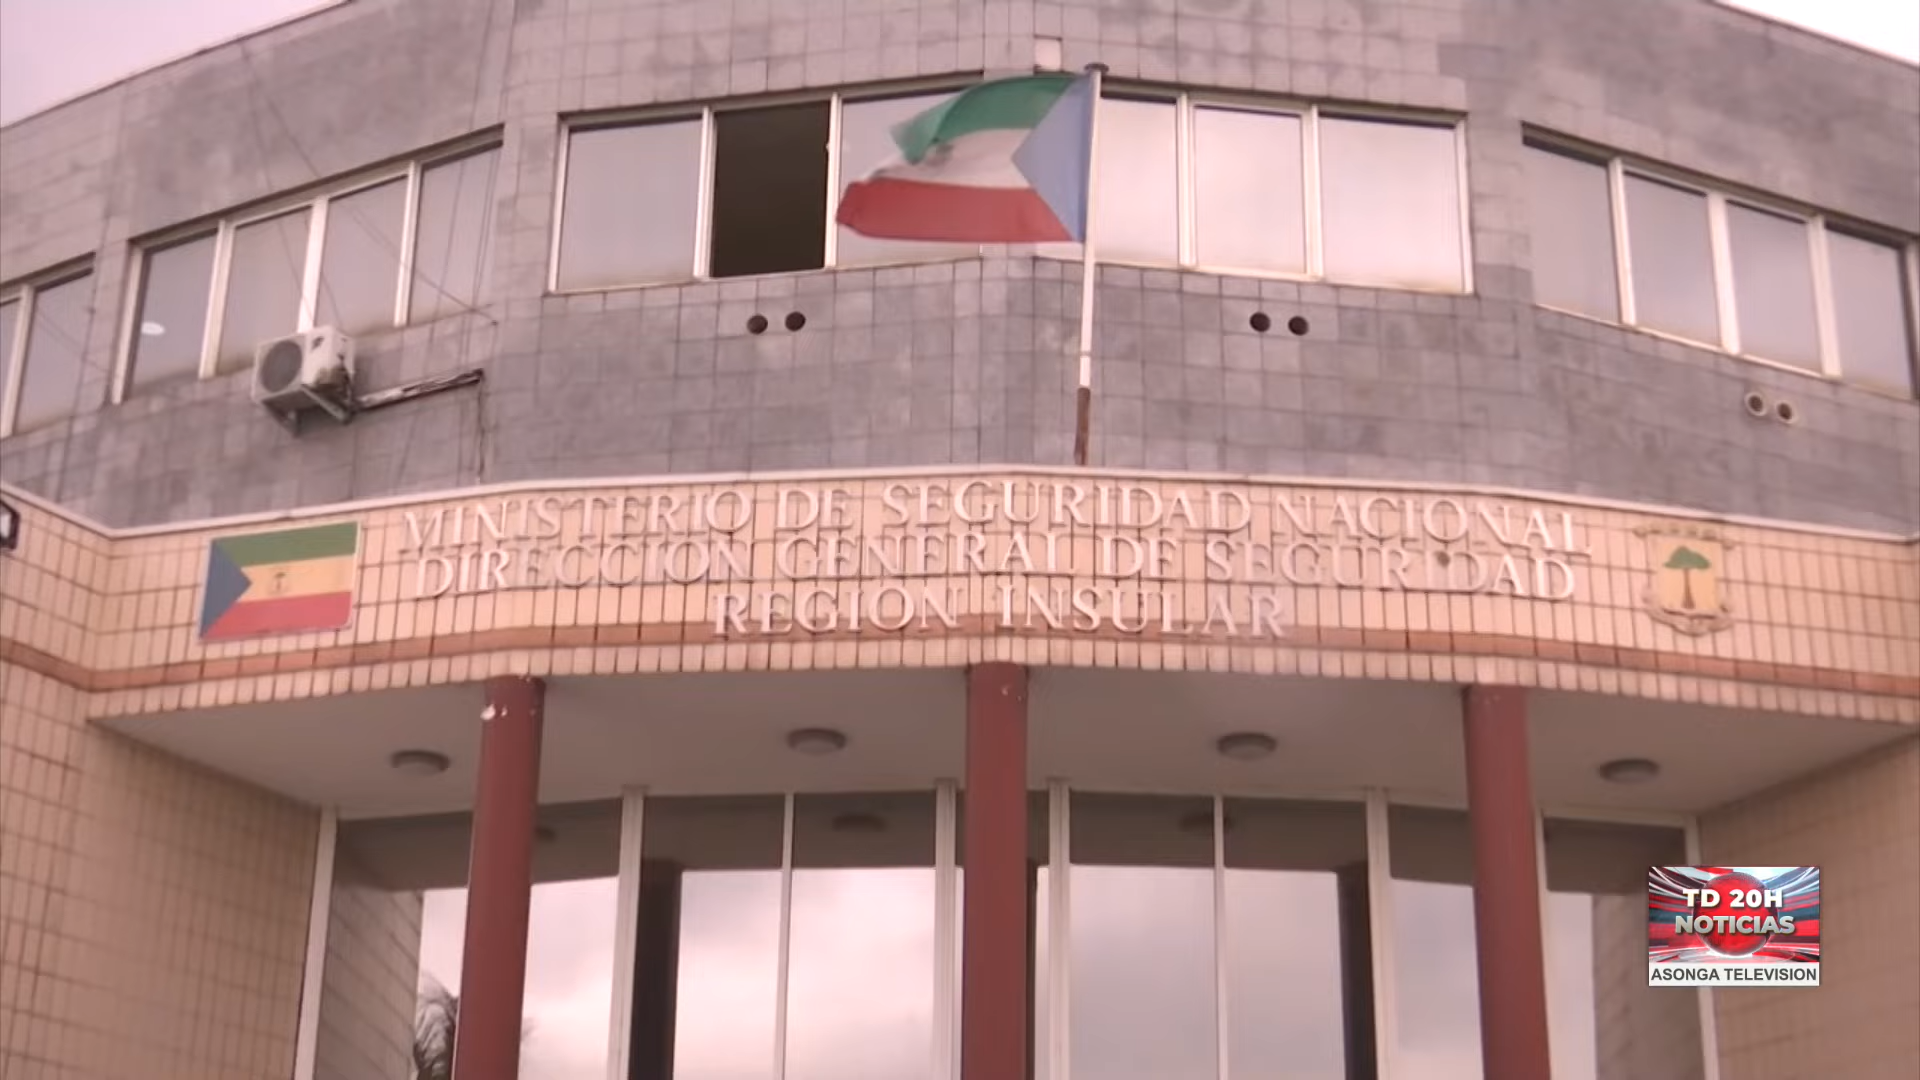 MINISTERIO DE SEGURIDAD NACIONAL
DIRECCION GENERAL DE SEGURIDAD
REGION INSULAR
TD 20H
NOTICIAS
ASONGA TELEVISION